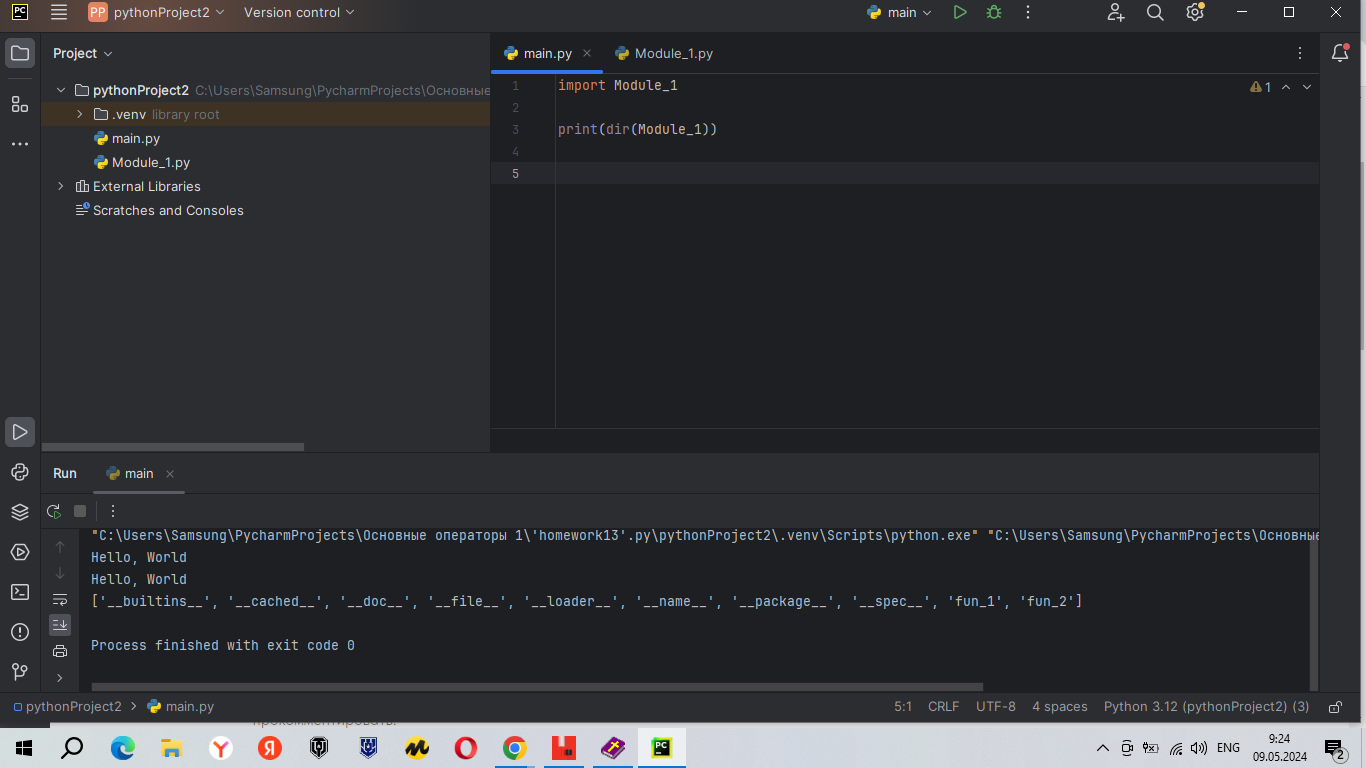 PC
PP pythonProject2
Version control
main
Project
main.py
Module_1.py
pythonProject2 C:\Users\Samsung\PycharmProjects\Основные
.venv library root
main.py
Module_1.py
External Libraries
Scratches and Consoles
1 import Module_1
1
2
3 print(dir(Module_1))
4
5
Run
main
"C:\Users\Samsung\PycharmProjects\Основные операторы 1\'homework13'.py\pythonProject2\.venv\Scripts\python.exe" "C:\Users\Samsung\PycharmProjects\Основные
Hello, World
Hello, World
['__builtins__', '__cached__', '__doc__', '__file__', '__loader__', '__name__', '__package__', '__spec__', 'fun_1', 'fun_2']
Process finished with exit code 0
pythonProject2 > main.py
5:1 CRLF UTF-8 4 spaces Python 3.12 (pythonProject2) (3)
Y
Я
PC
ENG
9:24
09.05.2024
2